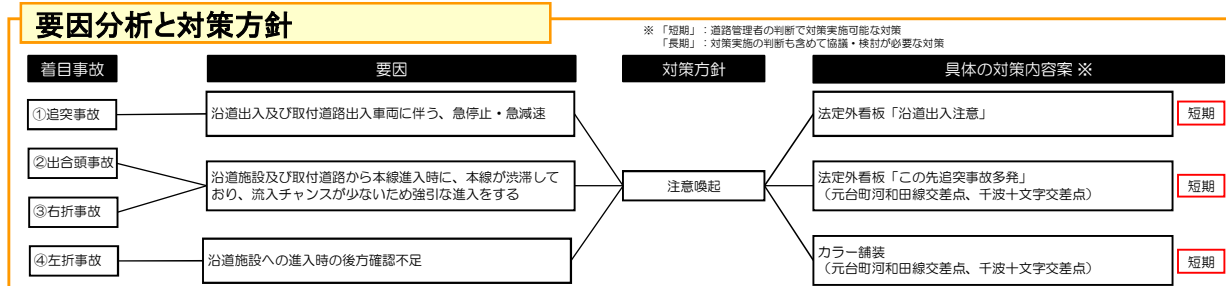 要因分析と対策方針
※ 「短期」：道路管理者の判断で対策実施可能な対策
「長期」：対策実施の判断も含めて協議・検討が必要な対策
着目事故
要因
対策方針
具体の対策内容案 ※
①追突事故
沿道出入及び取付道路出入車両に伴う、急停止・急減速
法定外看板「沿道出入注意」
短期
②出合頭事故
③右折事故
沿道施設及び取付道路から本線進入時に、本線が渋滞して
おり、流入チャンスが少ないため強引な進入をする
注意喚起
法定外看板「この先追突事故多発」
（元台町河和田線交差点、千波十文字交差点）
短期
④左折事故
沿道施設への進入時の後方確認不足
カラー舗装
（元台町河和田線交差点、千波十文字交差点）
短期